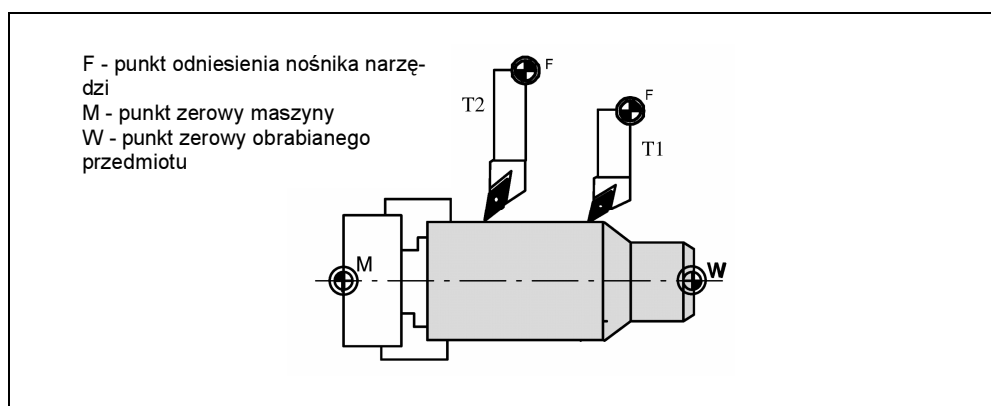 F - punkt odniesienia nośnika narzę-
dzi
M - punkt zerowy maszyny
W - punkt zerowy obrabianego
przedmiotu
F
T2
F
T1
M
W